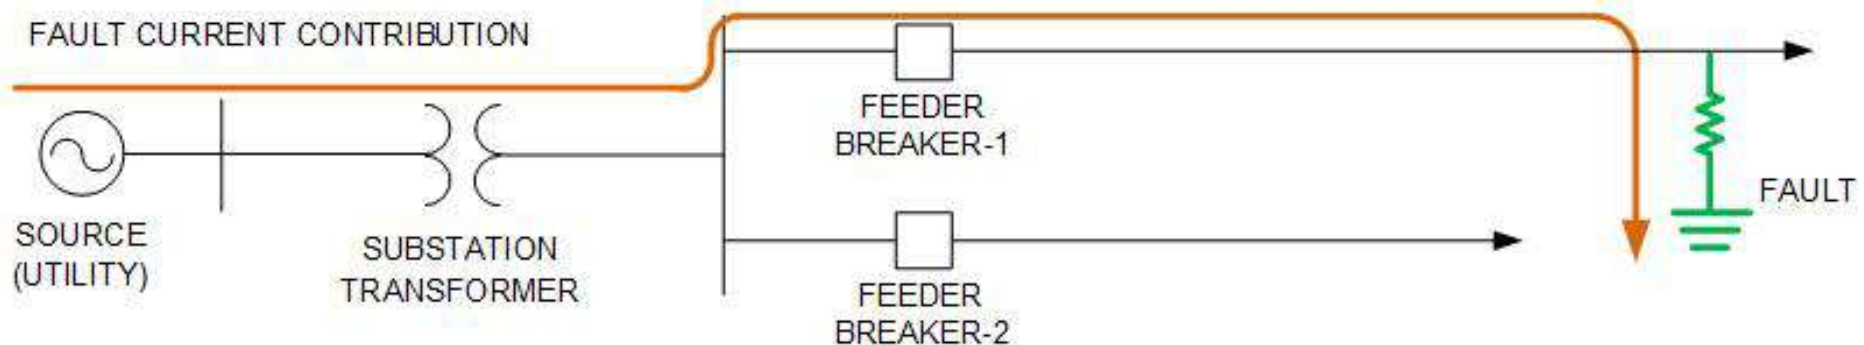 FAULT CURRENT CONTRIBUTION
FEEDER
BREAKER-1
FAULT
SOURCE
(UTILITY)
SUBSTATION
TRANSFORMER
FEEDER
BREAKER-2